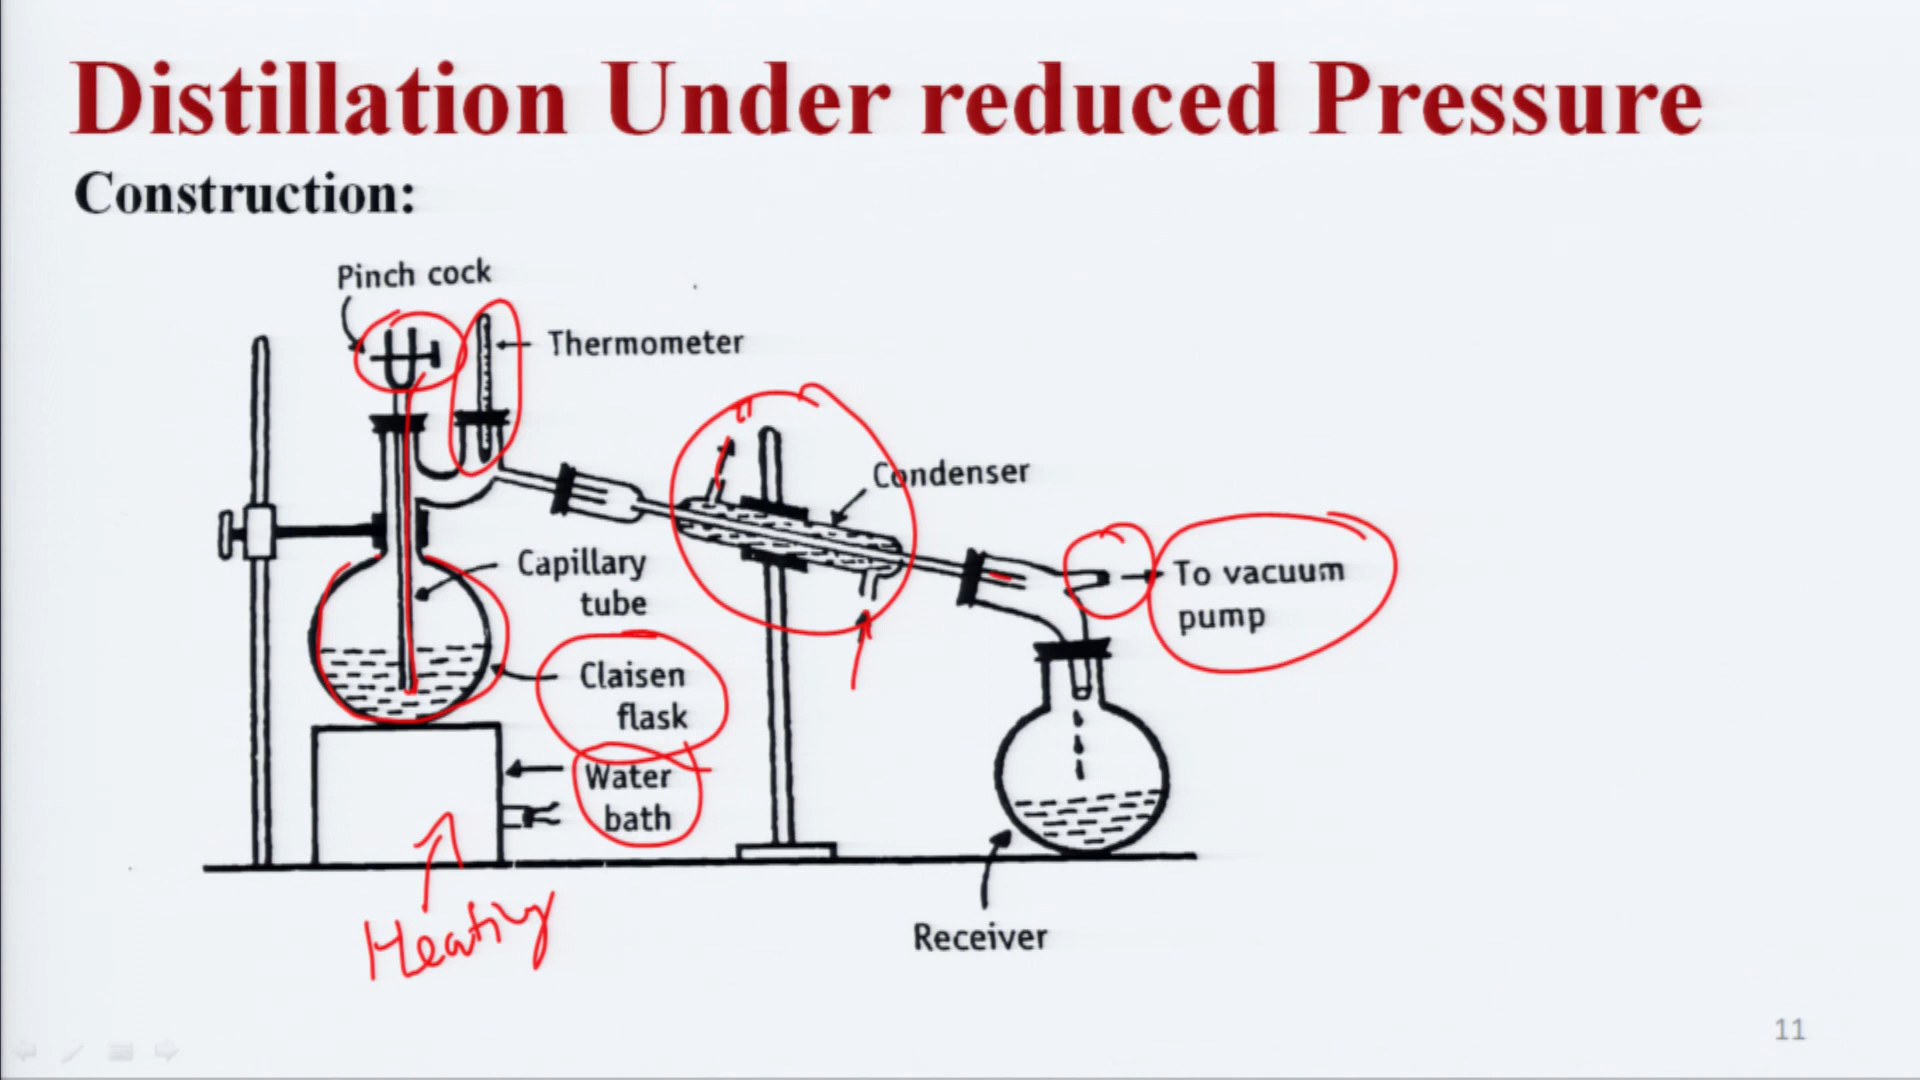 Distillation Under reduced Pressure
Construction:
Pinch cock
Thermometer
Condenser
Capillary
tube
To vacuum
pump
Claisen
flask
Water
bath
Heating
Receiver
11